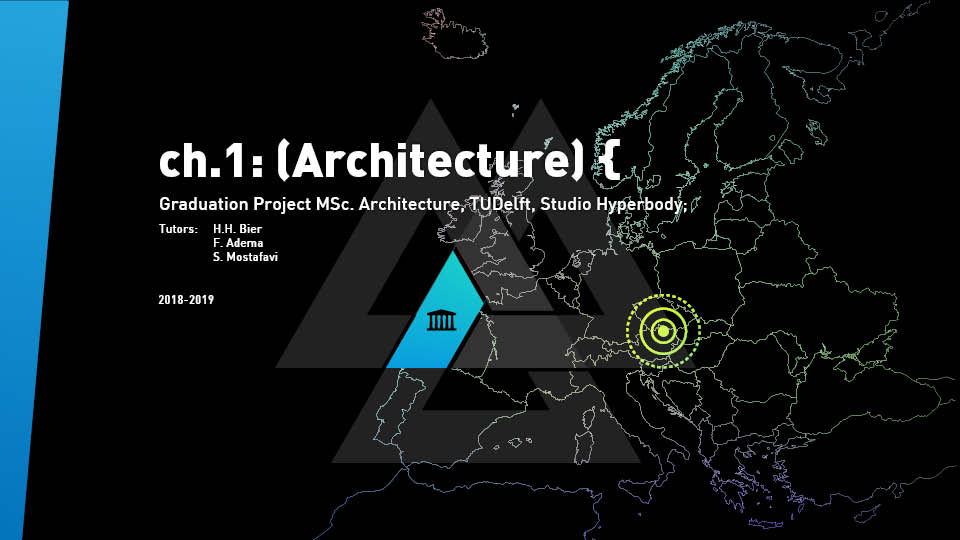 ch.1: (Architecture) {
Graduation Project MSc. Architecture, TUDelft, Studio Hyperbody;
Tutors: H.H. Bier
F. Adema
S. Mostafavi
2018-2019